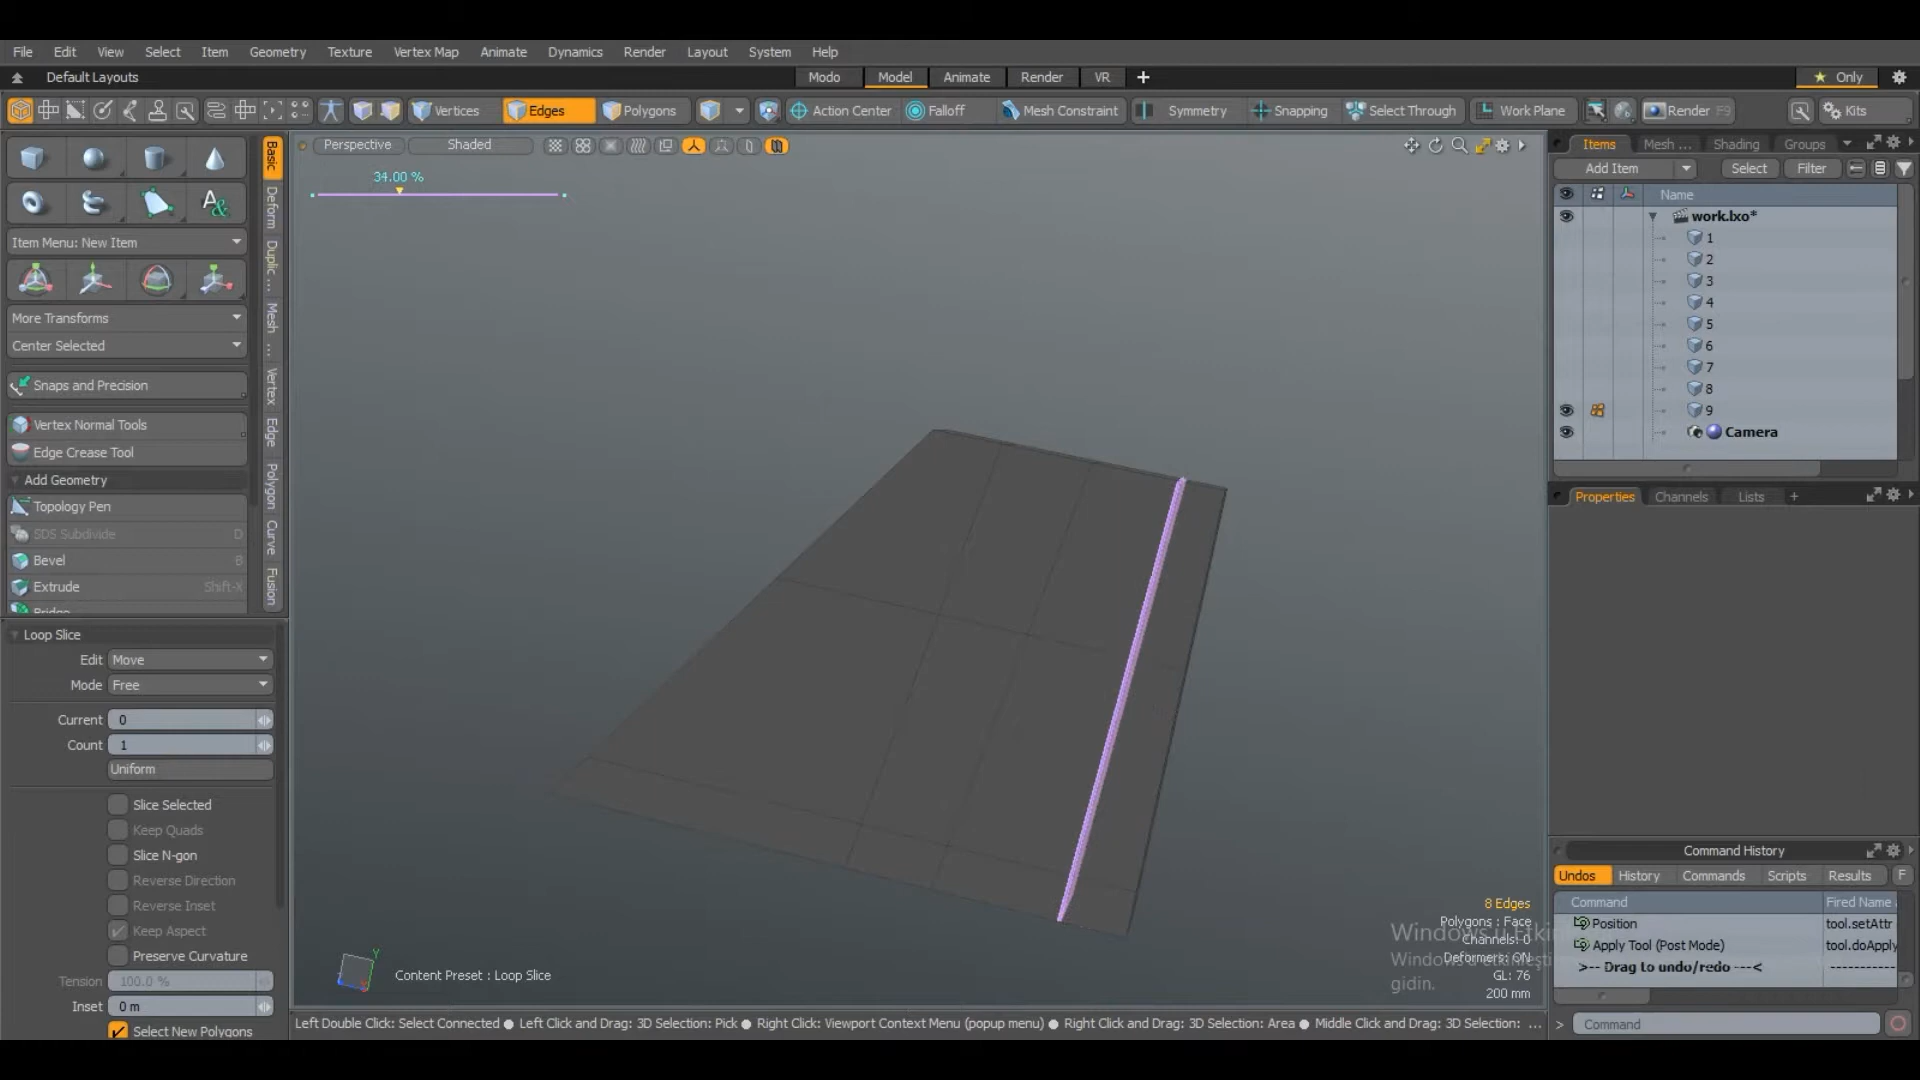 File Edit View Select Item Geometry Texture Vertex Map Animate Dynamics Render Layout System Help
Default Layouts Modo Model Animate Render VR + Only
Vertices Edges Polygons Action Center Falloff Mesh Constraint Symmetry Snapping Select Through Work Plane Render F9 Kits
Perspective Shaded
34.00 %
Basic
Deform
Duplic ...
Mesh ...
Vertex
Edge
Polygon
Curve
Fusion
Item Menu: New Item
More Transforms
Center Selected
Snaps and Precision
Vertex Normal Tools
Edge Crease Tool
Add Geometry
Topology Pen
SDS Subdivide D
Bevel B
Extrude Shift-X
Bridge
Loop Slice
Edit Move
Mode Free
Current 0
Count 1
Uniform
Slice Selected
Keep Quads
Slice N-gon
Reverse Direction
Reverse Inset
Keep Aspect
Preserve Curvature
Tension 100.0 %
Inset 0 m
Select New Polygons
Content Preset : Loop Slice
8 Edges
Polygons : Face
Channels: 0
Deformers: ON
GL: 76
200 mm
gidin.
Left Double Click: Select Connected ● Left Click and Drag: 3D Selection: Pick ● Right Click: Viewport Context Menu (popup menu) ● Right Click and Drag: 3D Selection: Area ● Middle Click and Drag: 3D Selection: ...
Items Mesh ... Shading Groups
Add Item Select Filter
Name
work.lxo*
1
2
3
4
5
6
7
8
9
Camera
Properties Channels Lists +
Command History
Undos History Commands Scripts Results F
Command Fired Name
Position tool.setAttr
Apply Tool (Post Mode) tool.doApply
>-- Drag to undo/redo ---< -----------
> Command